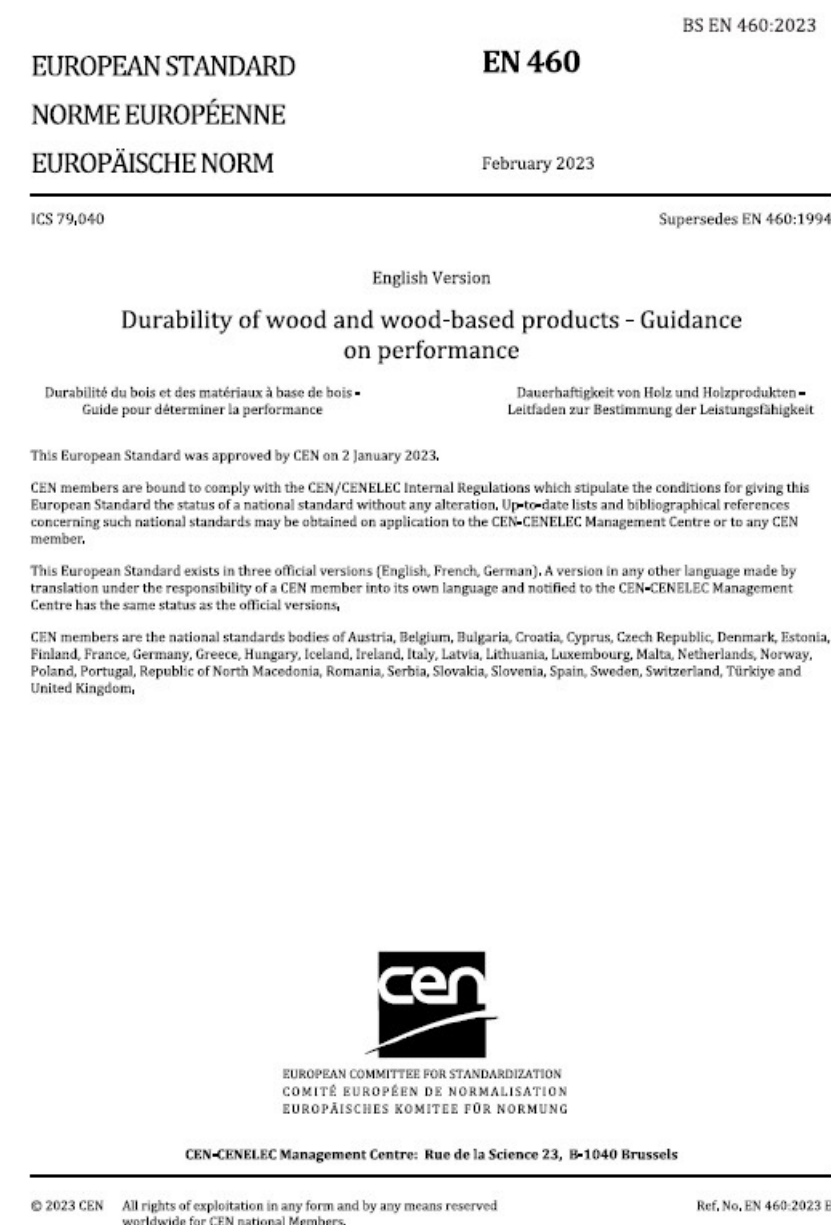 BS EN 460:2023
EUROPEAN STANDARD
NORME EUROPÉENNE
EUROPÄISCHE NORM
EN 460
February 2023
ICS 79.040
Supersedes EN 460:1994
English Version
Durability of wood and wood-based products - Guidance
on performance
Durabilité du bois et des matériaux à base de bois -
Guide pour déterminer la performance
Dauerhaftigkeit von Holz und Holzprodukten -
Leitfaden zur Bestimmung der Leistungsfähigkeit
This European Standard was approved by CEN on 2 January 2023.
CEN members are bound to comply with the CEN/CENELEC Internal Regulations which stipulate the conditions for giving this
European Standard the status of a national standard without any alteration. Up-to-date lists and bibliographical references
concerning such national standards may be obtained on application to the CEN-CENELEC Management Centre or to any CEN
member.
This European Standard exists in three official versions (English, French, German). A version in any other language made by
translation under the responsibility of a CEN member into its own language and notified to the CEN-CENELEC Management
Centre has the same status as the official versions.
CEN members are the national standards bodies of Austria, Belgium, Bulgaria, Croatia, Cyprus, Czech Republic, Denmark, Estonia,
Finland, France, Germany, Greece, Hungary, Iceland, Ireland, Italy, Latvia, Lithuania, Luxembourg, Malta, Netherlands, Norway,
Poland, Portugal, Republic of North Macedonia, Romania, Serbia, Slovakia, Slovenia, Spain, Sweden, Switzerland, Türkiye and
United Kingdom.
cen
EUROPEAN COMMITTEE FOR STANDARDIZATION
COMITÉ EUROPÉEN DE NORMALISATION
EUROPÄISCHES KOMITEE FÜR NORMUNG
CEN-CENELEC Management Centre: Rue de la Science 23, B-1040 Brussels
© 2023 CEN All rights of exploitation in any form and by any means reserved
worldwide for CEN national Members.
Ref. No. EN 460:2023 E